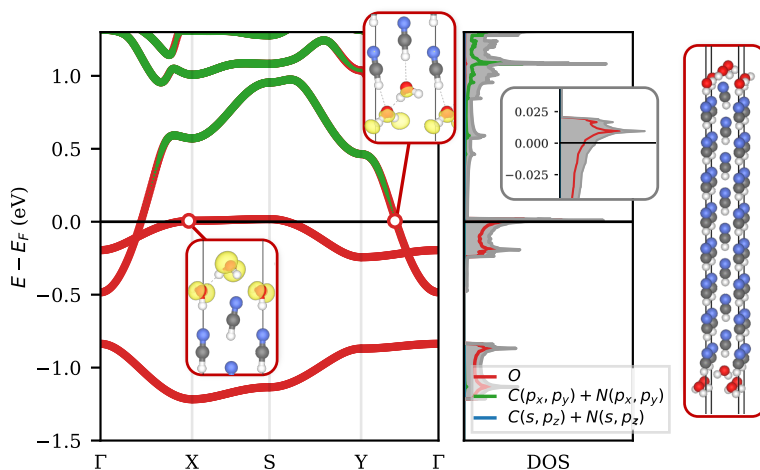 1.0
0.5
0.0
−0.5
−1.0
−1.5
E − E_F (eV)
Γ
X
S
Y
Γ
0.025
0.000
−0.025
O
C(p_x, p_y) + N(p_x, p_y)
C(s, p_z) + N(s, p_z)
DOS